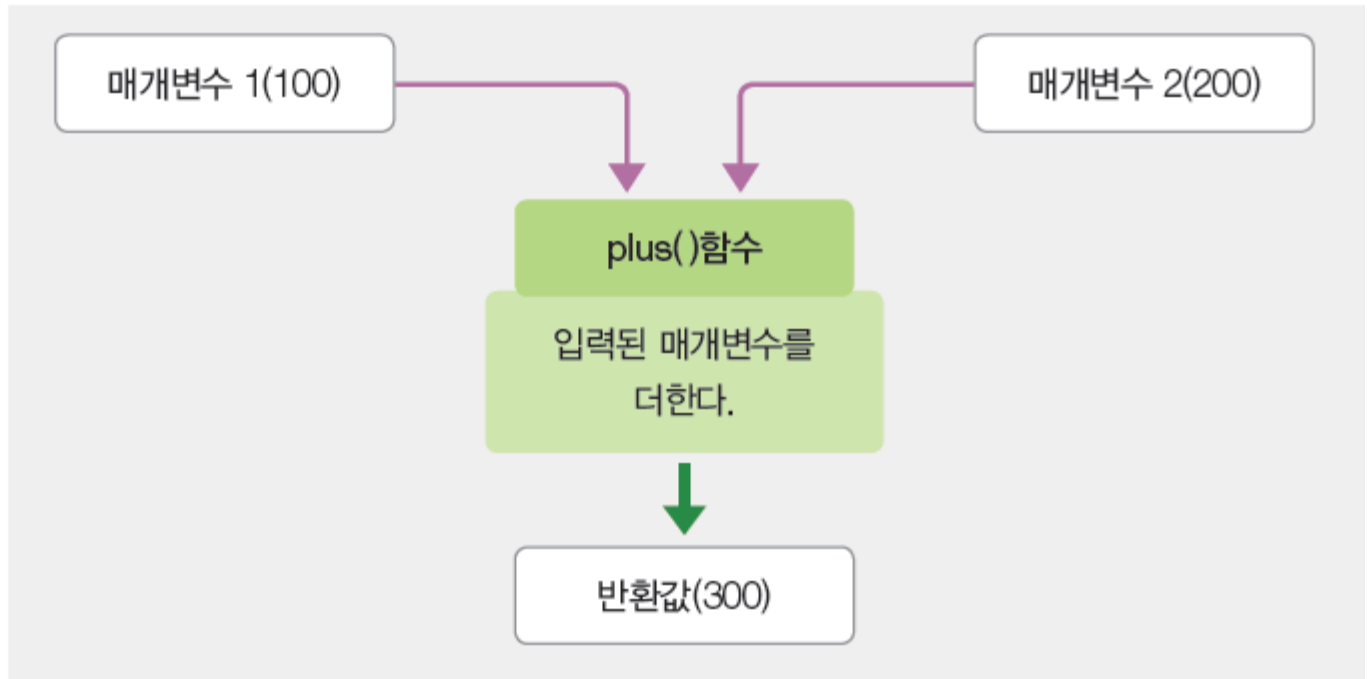 매개변수 1(100)
매개변수 2(200)
plus( )함수
입력된 매개변수를
더한다.
반환값(300)